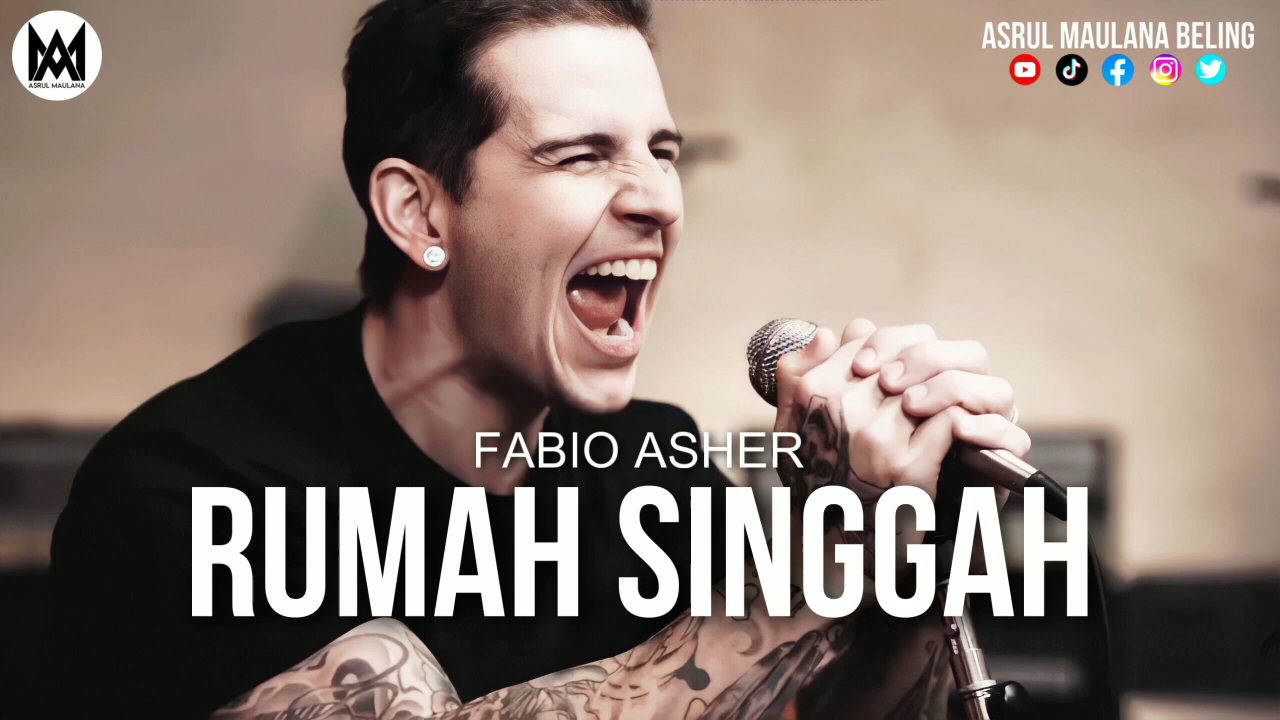 ASRUL MAULANA
ASRUL MAULANA BELING
FABIO ASHER
RUMAH SINGGAH